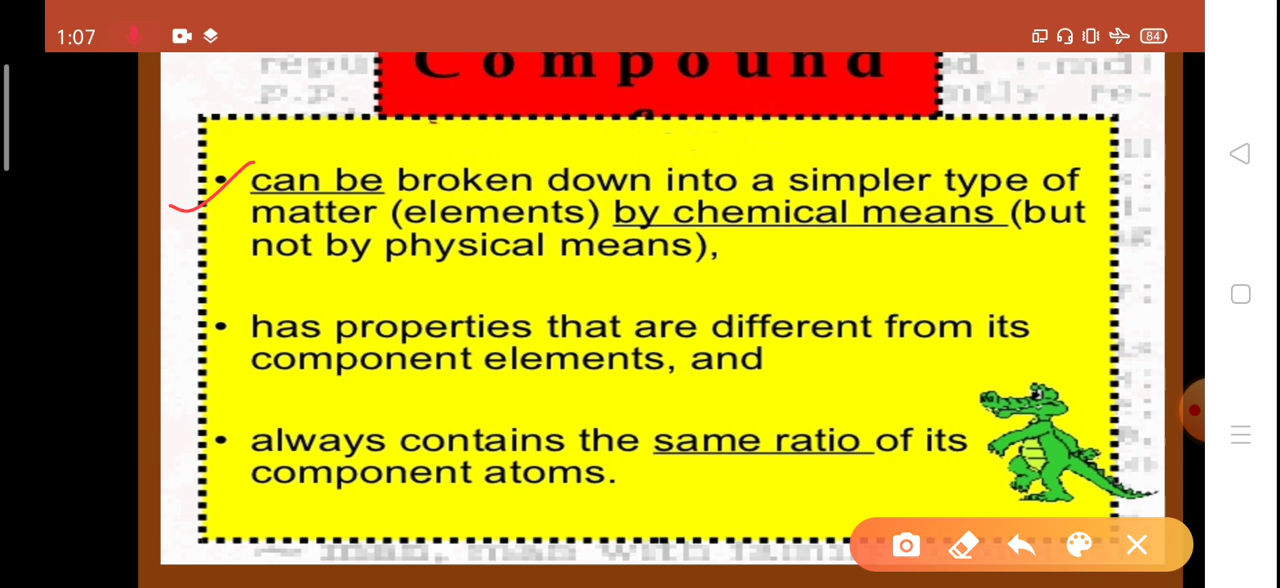 1:07
84
Compound
• can be broken down into a simpler type of
matter (elements) by chemical means (but
not by physical means),
• has properties that are different from its
component elements, and
• always contains the same ratio of its
component atoms.